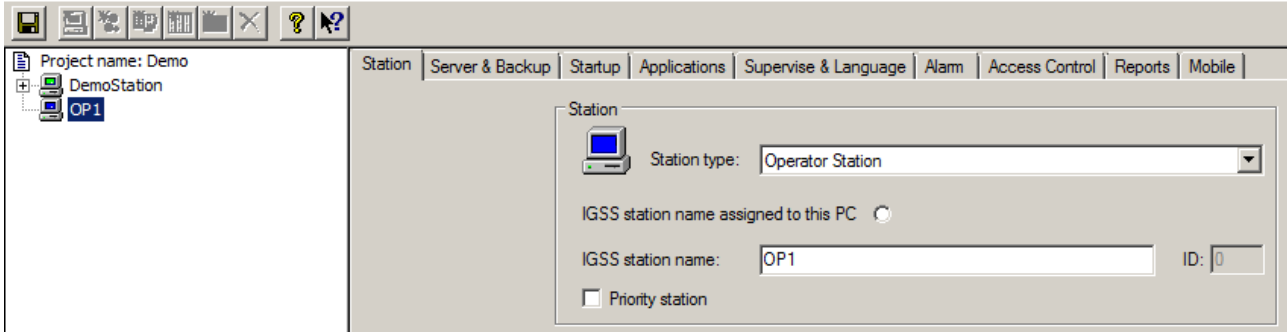 Project name: Demo
DemoStation
OP1
Station Server & Backup Startup Applications Supervise & Language Alarm Access Control Reports Mobile
Station
Station type: Operator Station
IGSS station name assigned to this PC
IGSS station name: OP1 ID: 0
Priority station